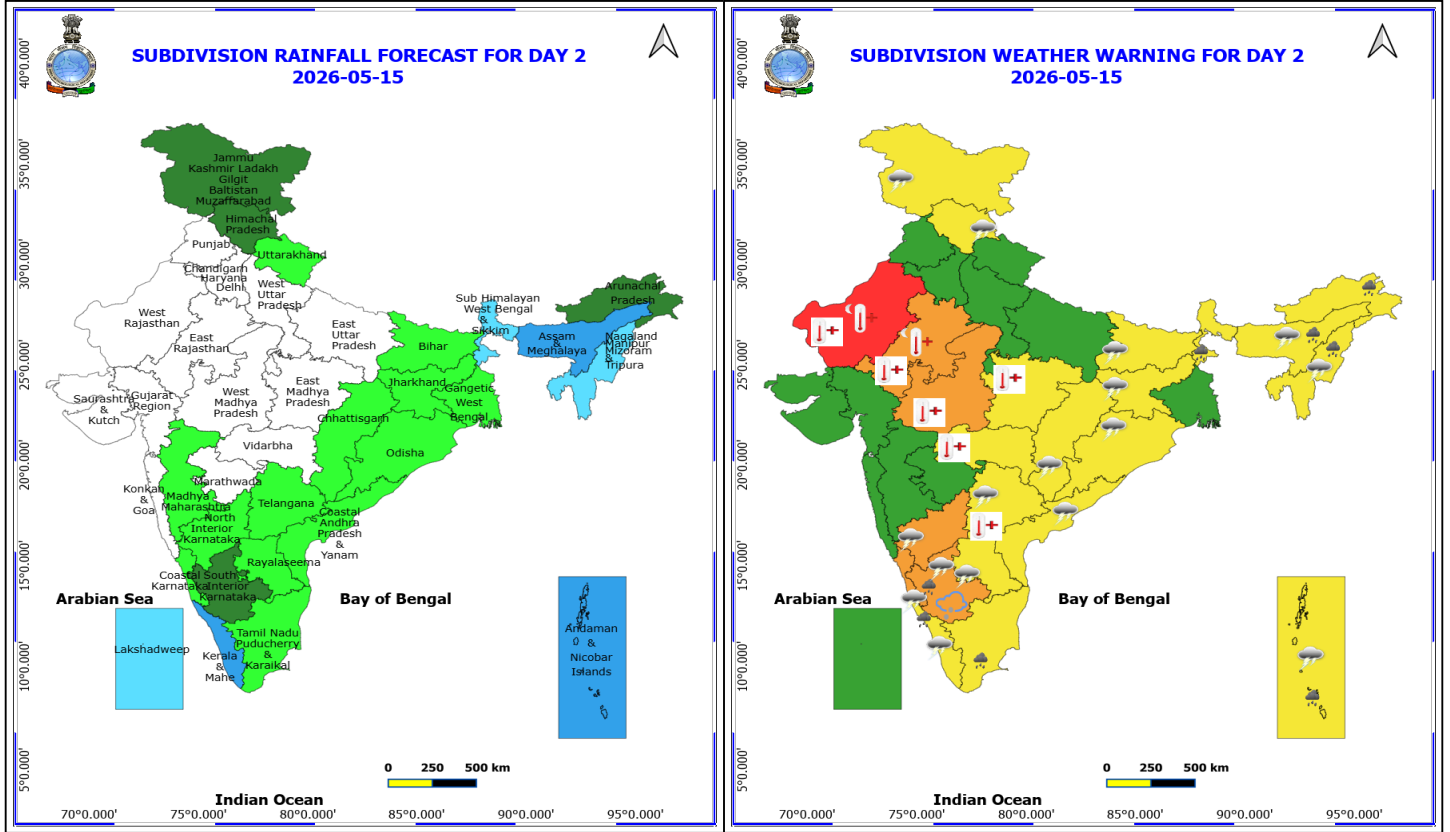 SUBDIVISION RAINFALL FORECAST FOR DAY 2
2026-05-15
40°0.000'
35°0.000'
30°0.000'
25°0.000'
20°0.000'
15°0.000'
10°0.000'
5°0.000'
Jammu
Kashmir Ladakh
Gilgit
Baltistan
Muzaffarabad
Himachal
Pradesh
Punjab
Uttarakhand
Chandigarh
Haryana
Delhi
West
Uttar
Pradesh
West
Rajasthan
East
Rajasthan
East
Uttar
Pradesh
Sub Himalayan
West Bengal
&
Sikkim
Arunachal
Pradesh
Assam
&
Meghalaya
Nagaland
Manipur
Mizoram
&
Tripura
Bihar
Jharkhand
Gangetic
West
Bengal
Saurashtra
&
Kutch
Gujarat
Region
West
Madhya
Pradesh
East
Madhya
Pradesh
Chhattisgarh
Vidarbha
Odisha
Konkan
&
Goa
Marathwada
Madhya
Maharashtra
North
Interior
Karnataka
Telangana
Coastal
Andhra
Pradesh
&
Yanam
Rayalaseema
Coastal
Karnataka
South
Interior
Karnataka
Arabian Sea
Bay of Bengal
Lakshadweep
Kerala
&
Mahe
Tamil Nadu
Puducherry
&
Karaikal
Andaman
&
Nicobar
Islands
0 250 500 km
Indian Ocean
70°0.000' 75°0.000' 80°0.000' 85°0.000' 90°0.000' 95°0.000'
SUBDIVISION WEATHER WARNING FOR DAY 2
2026-05-15
40°0.000'
35°0.000'
30°0.000'
25°0.000'
20°0.000'
15°0.000'
10°0.000'
5°0.000'
Arabian Sea
Bay of Bengal
0 250 500 km
Indian Ocean
70°0.000' 75°0.000' 80°0.000' 85°0.000' 90°0.000' 95°0.000'